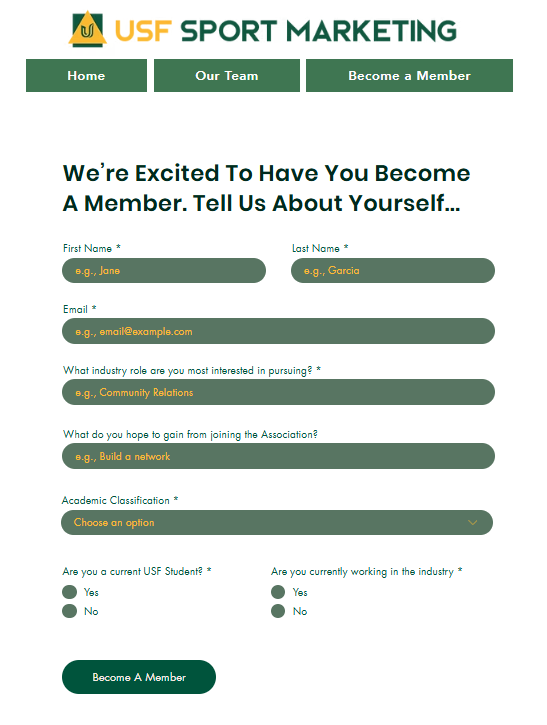 USF SPORT MARKETING
Home Our Team Become a Member
We're Excited To Have You Become
A Member. Tell Us About Yourself...
First Name * Last Name *
e.g., Jane e.g., Garcia
Email *
e.g., email@example.com
What industry role are you most interested in pursuing? *
e.g., Community Relations
What do you hope to gain from joining the Association?
e.g., Build a network
Academic Classification *
Choose an option
Are you a current USF Student? * Are you currently working in the industry *
Yes Yes
No No
Become A Member